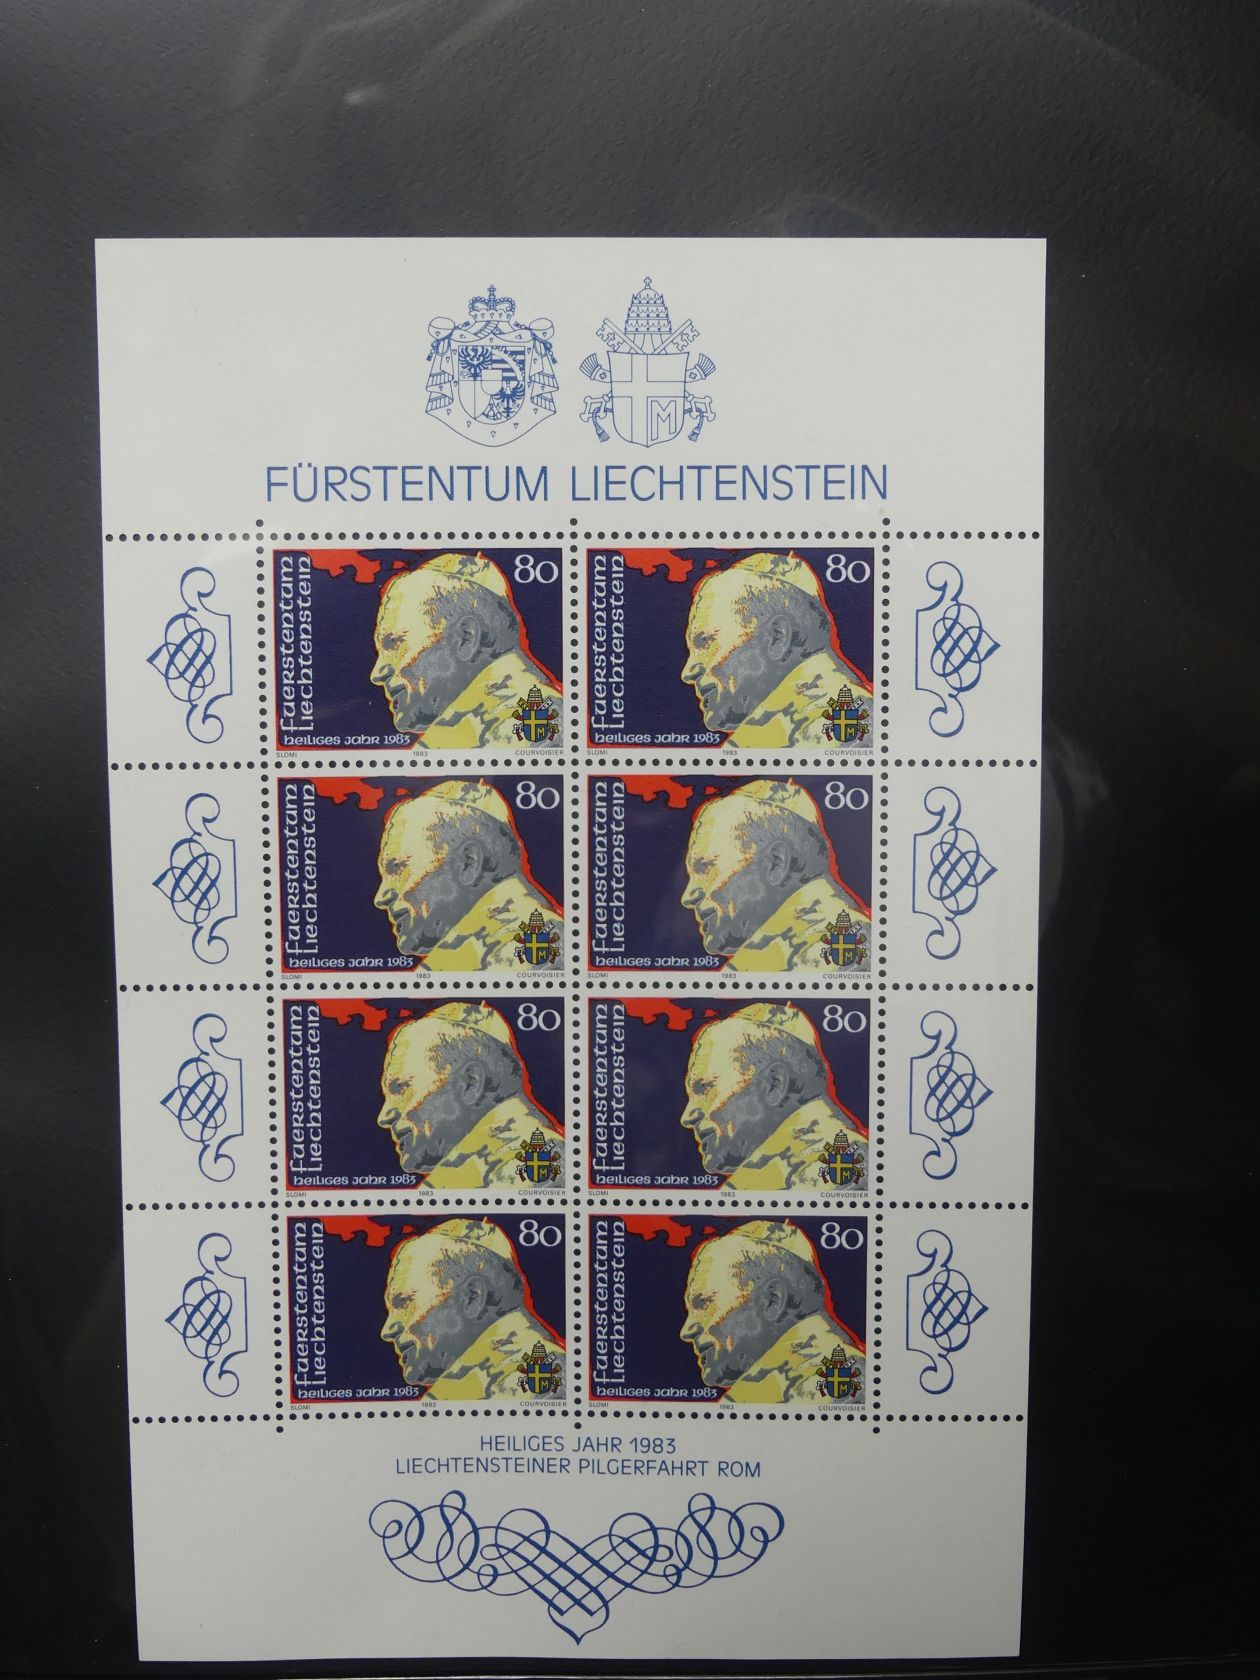 FÜRSTENTUM LIECHTENSTEIN
80
fuerstentum
Liechtenstein
heiliges jahr 1983
SLOMI 1983 COURVOISIER
80
fuerstentum
Liechtenstein
heiliges jahr 1983
SLOMI 1983 COURVOISIER
80
fuerstentum
Liechtenstein
heiliges jahr 1983
SLOMI 1983 COURVOISIER
80
fuerstentum
Liechtenstein
heiliges jahr 1983
SLOMI 1983 COURVOISIER
80
fuerstentum
Liechtenstein
heiliges jahr 1983
SLOMI 1983 COURVOISIER
80
fuerstentum
Liechtenstein
heiliges jahr 1983
SLOMI 1983 COURVOISIER
80
fuerstentum
Liechtenstein
heiliges jahr 1983
SLOMI 1983 COURVOISIER
80
fuerstentum
Liechtenstein
heiliges jahr 1983
SLOMI 1983 COURVOISIER
HEILIGES JAHR 1983
LIECHTENSTEINER PILGERFAHRT ROM